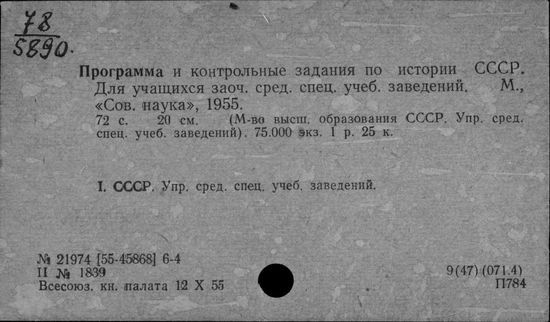 78
5890.
Программа и контрольные задания по истории СССР.
Для учащихся заоч. сред. спец. учеб. заведений. М.,
«Сов. наука», 1955.
72 с. 20 см. (М-во высш. образования СССР. Упр. сред.
спец. учеб. заведений). 75.000 экз. 1 р. 25 к.
I. СССР. Упр. сред. спец. учеб. заведений.
№ 21974 [55-45868] 6-4
II № 1839
Всесоюз. кн. палата 12 X 55
9(47)(071.4)
П784